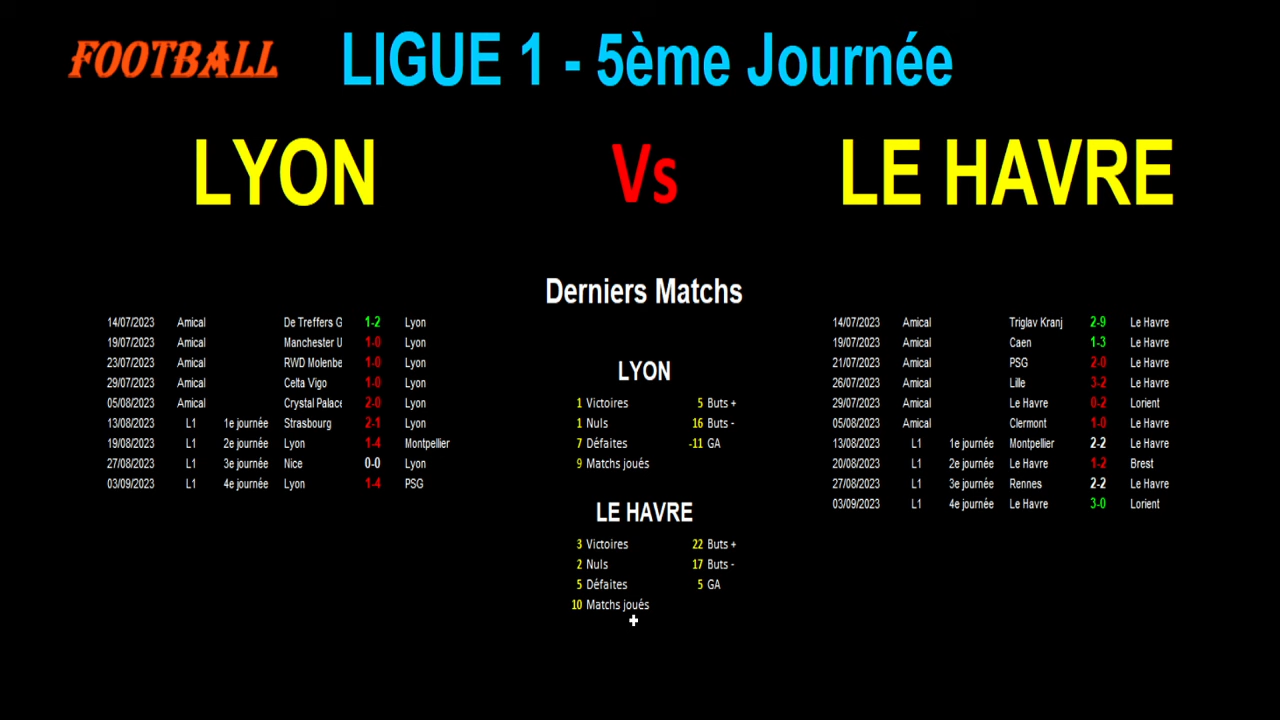 FOOTBALL
LIGUE 1 - 5ème Journée
LYON Vs LE HAVRE
Derniers Matchs
14/07/2023 Amical De Treffers G 1-2 Lyon
19/07/2023 Amical Manchester U 1-0 Lyon
23/07/2023 Amical RWD Molenbe 1-0 Lyon
29/07/2023 Amical Celta Vigo 1-0 Lyon
05/08/2023 Amical Crystal Palace 2-0 Lyon
13/08/2023 L1 1e journée Strasbourg 2-1 Lyon
19/08/2023 L1 2e journée Lyon 1-4 Montpellier
27/08/2023 L1 3e journée Nice 0-0 Lyon
03/09/2023 L1 4e journée Lyon 1-4 PSG
LYON
1 Victoires 5 Buts +
1 Nuls 16 Buts -
7 Défaites -11 GA
9 Matchs joués
LE HAVRE
3 Victoires 22 Buts +
2 Nuls 17 Buts -
5 Défaites 5 GA
10 Matchs joués
14/07/2023 Amical Triglav Kranj 2-9 Le Havre
19/07/2023 Amical Caen 1-3 Le Havre
21/07/2023 Amical PSG 2-0 Le Havre
26/07/2023 Amical Lille 3-2 Le Havre
29/07/2023 Amical Le Havre 0-2 Lorient
05/08/2023 Amical Clermont 1-0 Le Havre
13/08/2023 L1 1e journée Montpellier 2-2 Le Havre
20/08/2023 L1 2e journée Le Havre 1-2 Brest
27/08/2023 L1 3e journée Rennes 2-2 Le Havre
03/09/2023 L1 4e journée Le Havre 3-0 Lorient